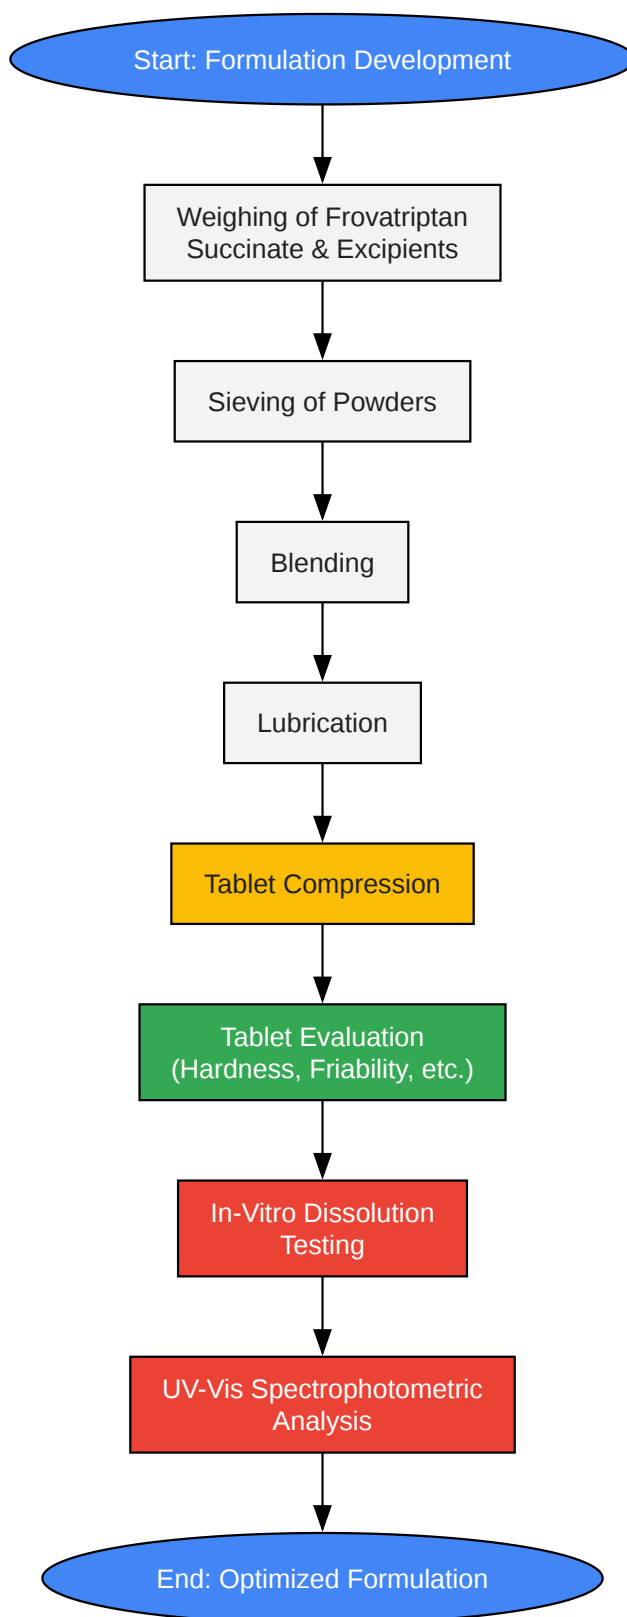 Start: Formulation Development
Weighing of Frovatriptan
Succinate & Excipients
Sieving of Powders
Blending
Lubrication
Tablet Compression
Tablet Evaluation
(Hardness, Friability, etc.)
In-Vitro Dissolution
Testing
UV-Vis Spectrophotometric
Analysis
End: Optimized Formulation